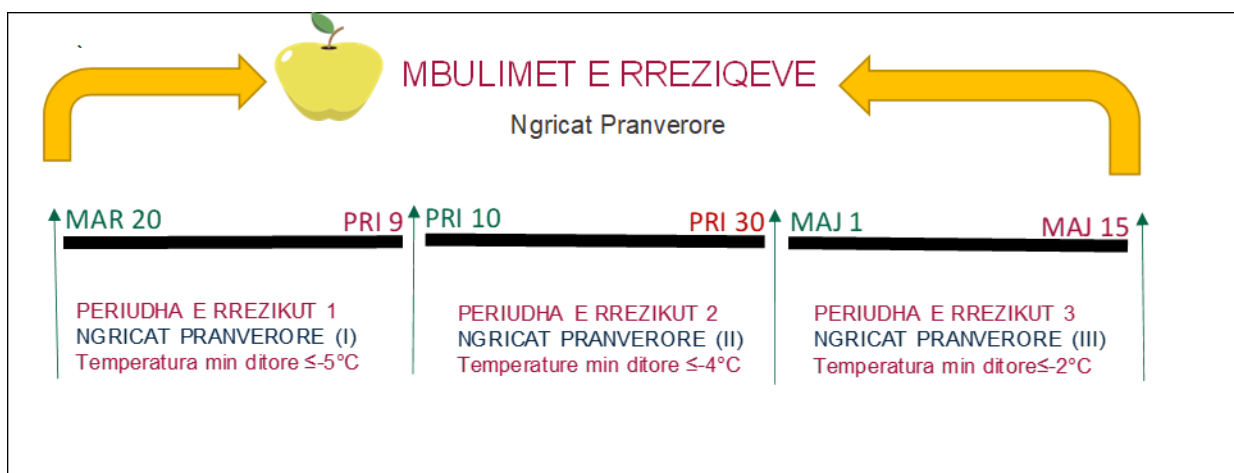 `
MBULIMET E RREZIQEVE
Ngricat Pranverore
MAR 20 PRI 9 PRI 10 PRI 30 MAJ 1 MAJ 15
PERIUDHA E RREZIKUT 1
NGRICAT PRANVERORE (I)
Temperatura min ditore ≤-5°C
PERIUDHA E RREZIKUT 2
NGRICAT PRANVERORE (II)
Temperature min ditore ≤-4°C
PERIUDHA E RREZIKUT 3
NGRICAT PRANVERORE (III)
Temperatura min ditore≤-2°C